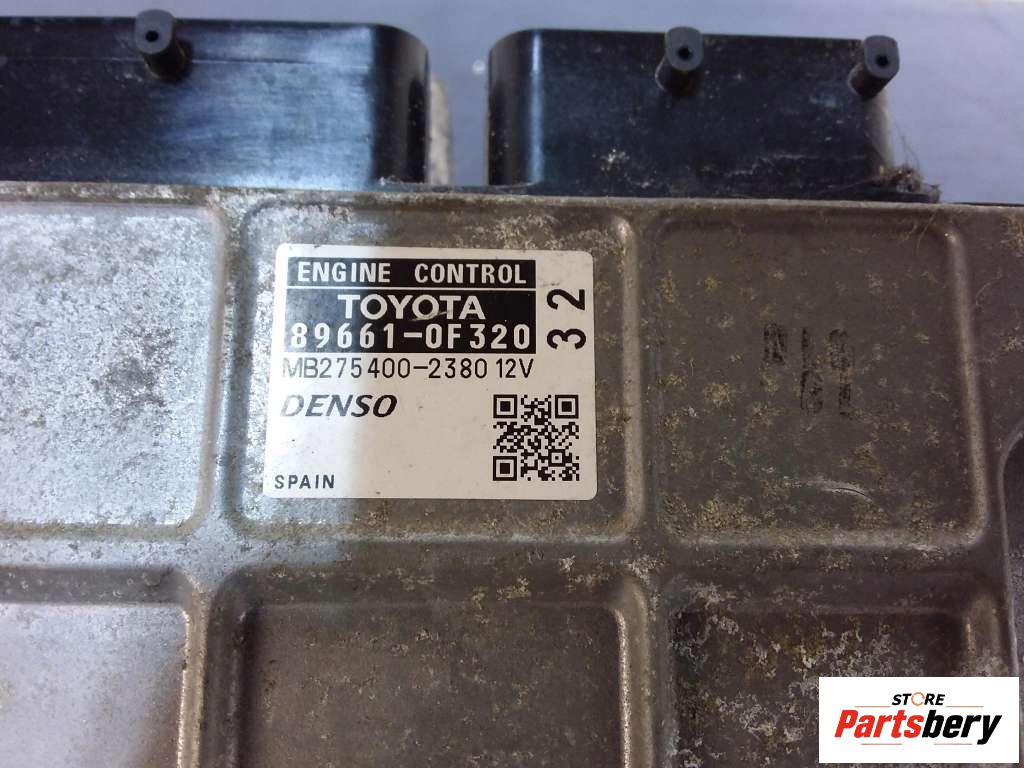 ENGINE CONTROL
TOYOTA
89661-0F320
32
MB275400-2380 12V
DENSO
SPAIN
STORE
Partsbery